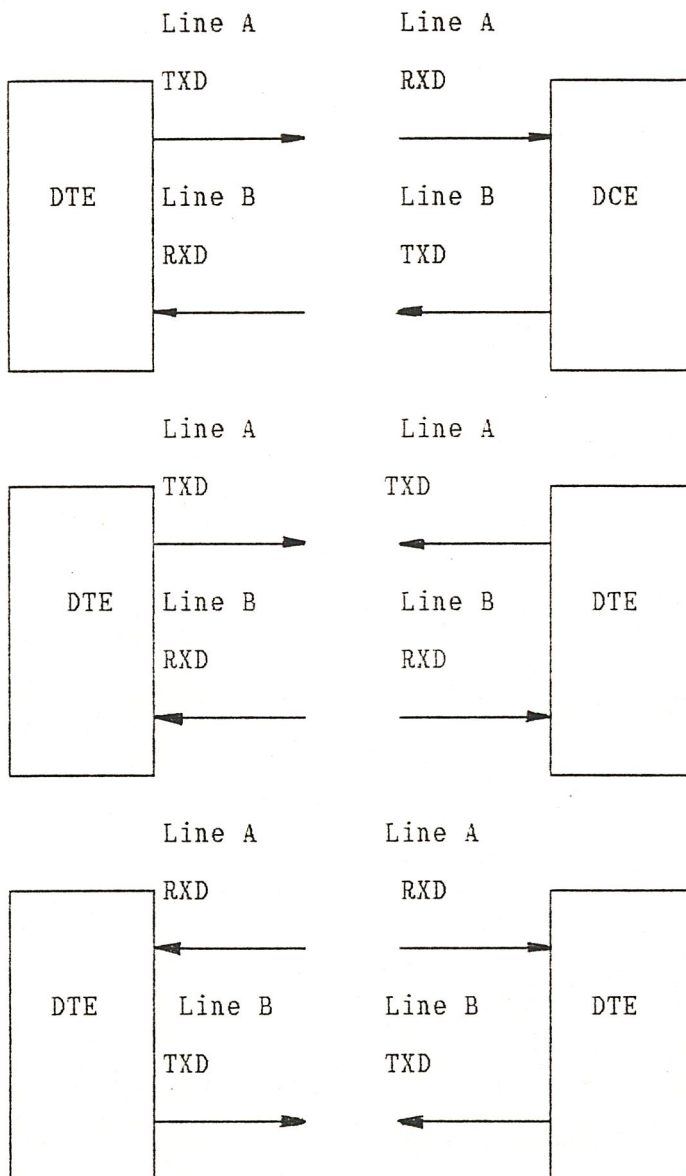 Line A Line A
TXD RXD
DTE Line B Line B DCE
RXD TXD
Line A Line A
TXD TXD
DTE Line B Line B DTE
RXD RXD
Line A Line A
RXD RXD
DTE Line B Line B DTE
TXD TXD